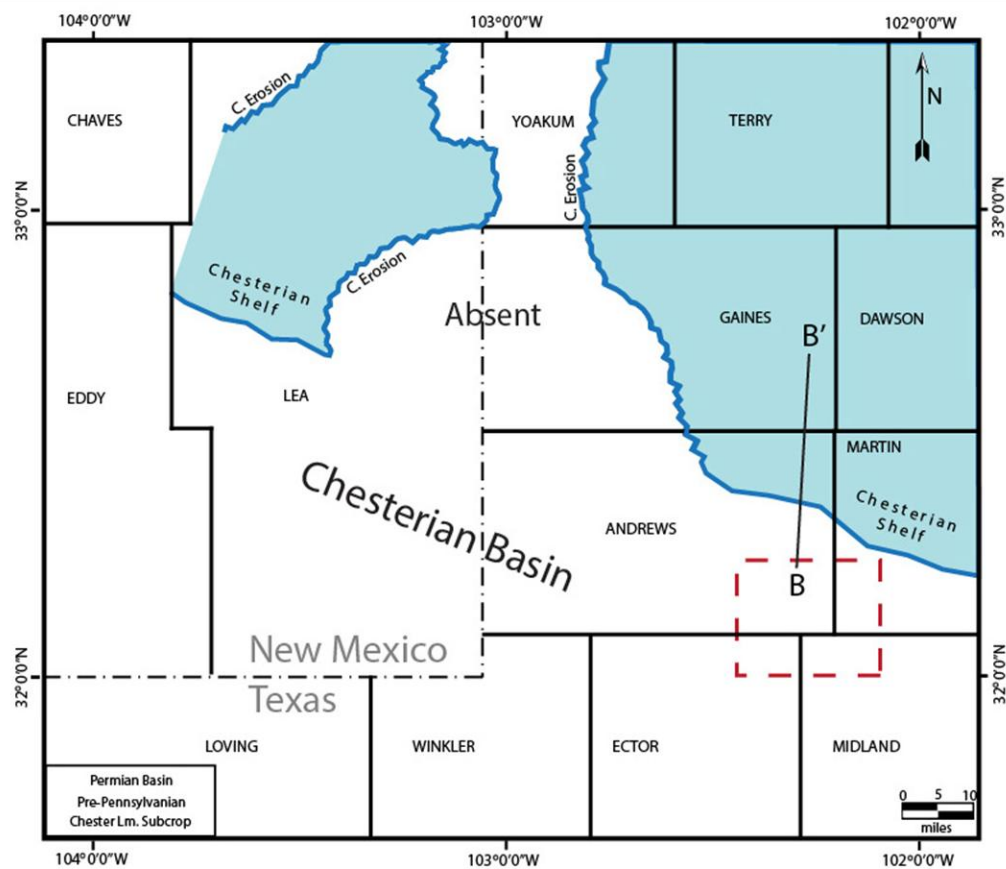 104°0'0"W
103°0'0"W
102°0'0"W
C. Erosion
CHAVES
YOAKUM
TERRY
N
C. Erosion
33°0'0"N
33°0'0"N
Chesterian
Shelf
C. Erosion
Absent
GAINES
DAWSON
B'
EDDY
LEA
MARTIN
Chesterian Basin
Chesterian
Shelf
ANDREWS
B
New Mexico
32°0'0"N
32°0'0"N
Texas
LOVING
WINKLER
ECTOR
MIDLAND
Permian Basin
Pre-Pennsylvanian
Chester Lm. Subcrop
0 5 10
miles
104°0'0"W
103°0'0"W
102°0'0"W